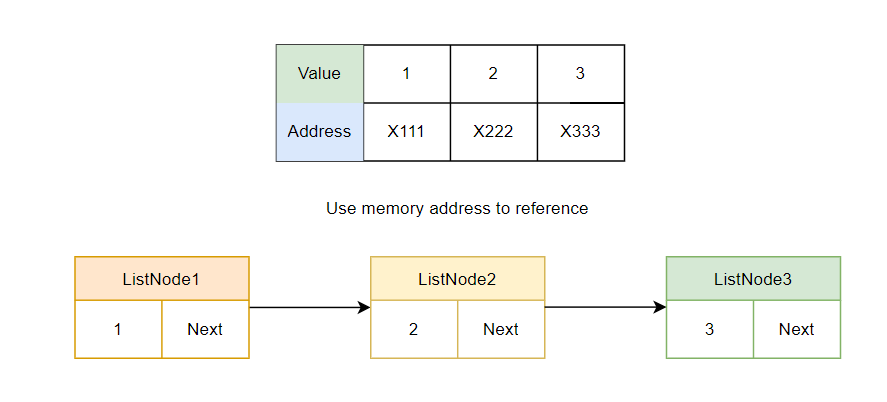 Value 1 2 3
Address X111 X222 X333
Use memory address to reference
ListNode1 ListNode2 ListNode3
1 Next 2 Next 3 Next